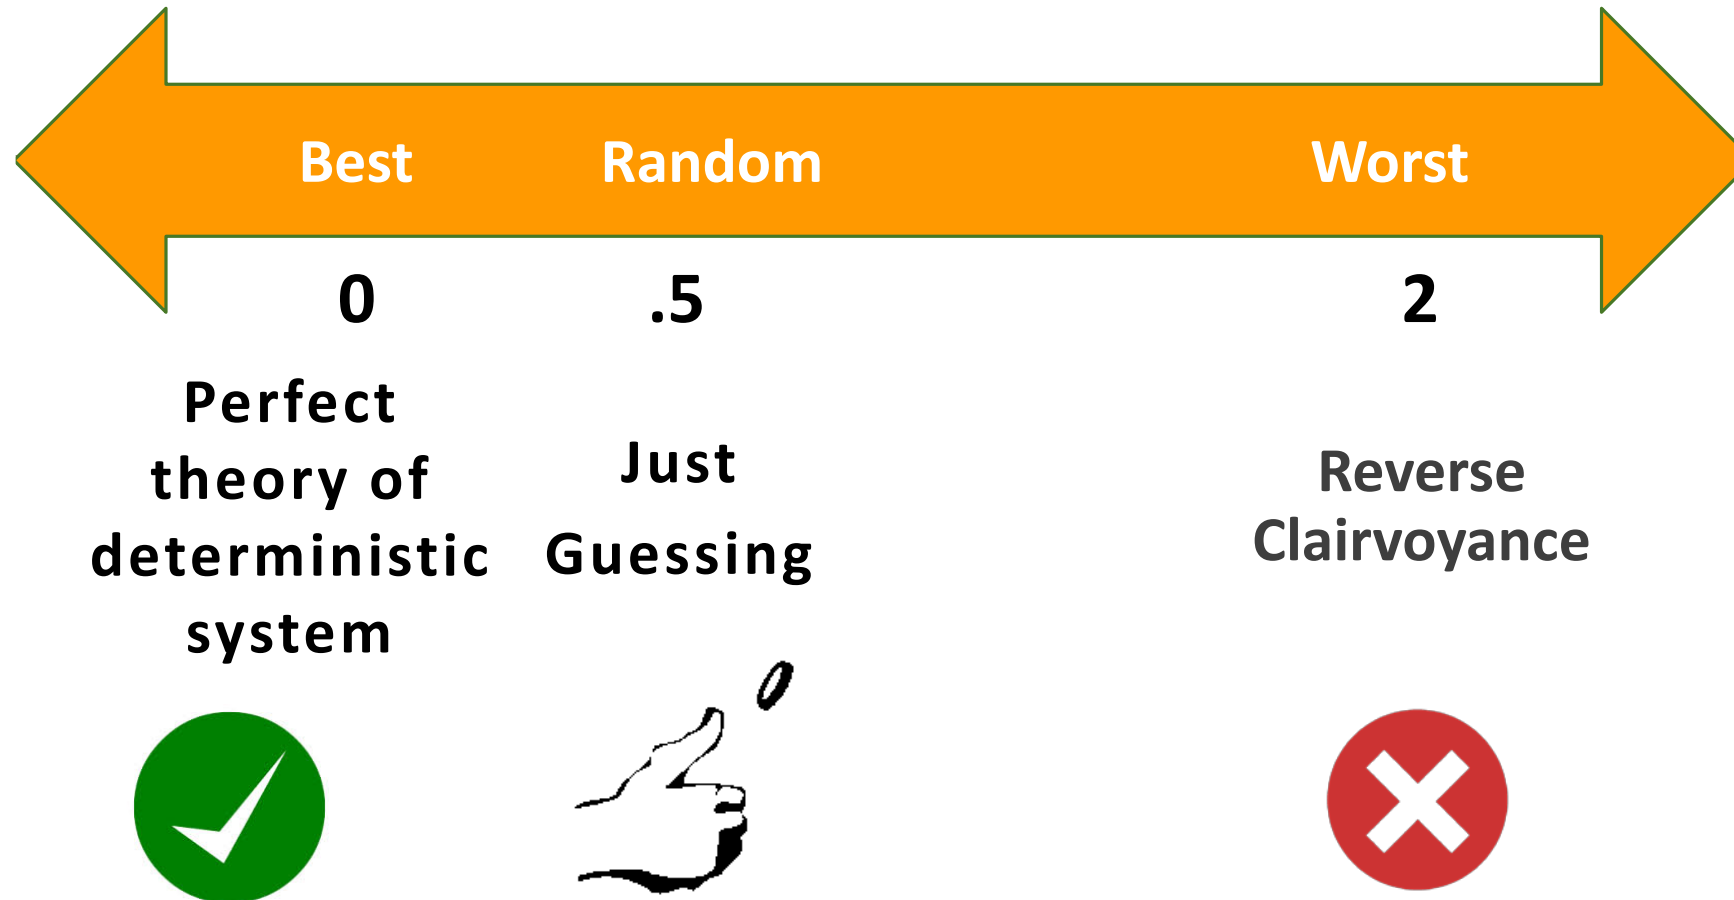 Best Random Worst
0 .5 2
Perfect
theory of
deterministic
system
Just
Guessing
Reverse
Clairvoyance